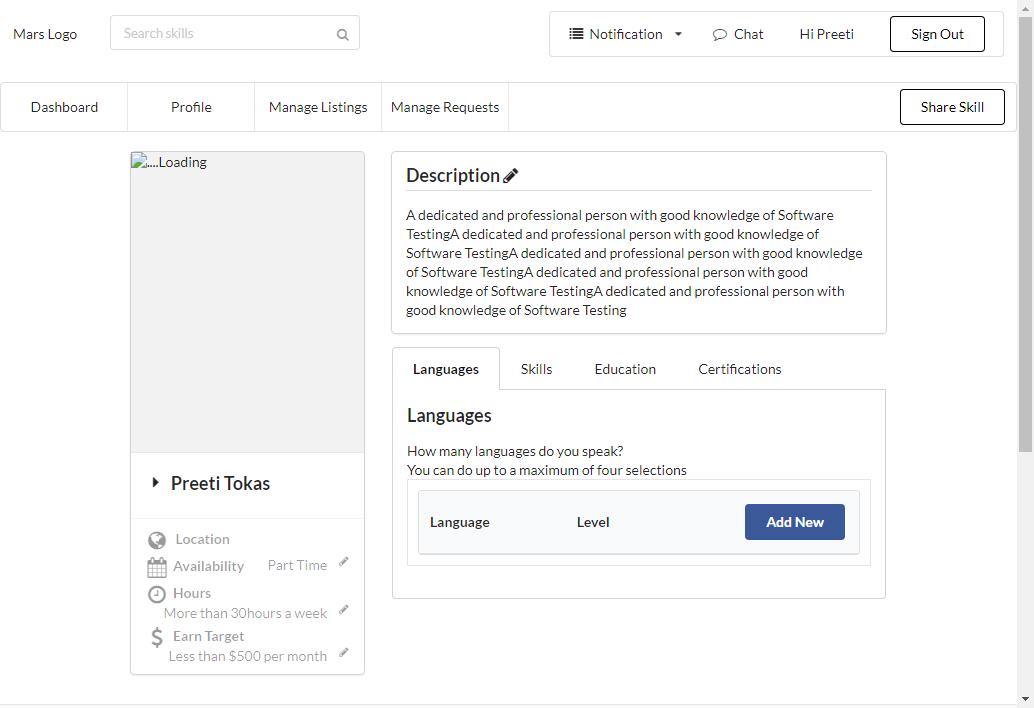 Mars Logo
Search skills
Notification
Chat
Hi Preeti
Sign Out
Dashboard
Profile
Manage Listings
Manage Requests
Share Skill
....Loading
Preeti Tokas
Location
Availability
Part Time
Hours
More than 30hours a week
Earn Target
Less than $500 per month
Description
A dedicated and professional person with good knowledge of Software
TestingA dedicated and professional person with good knowledge of
Software TestingA dedicated and professional person with good knowledge
of Software TestingA dedicated and professional person with good
knowledge of Software TestingA dedicated and professional person with
good knowledge of Software Testing
Languages
Skills
Education
Certifications
Languages
How many languages do you speak?
You can do up to a maximum of four selections
Language
Level
Add New